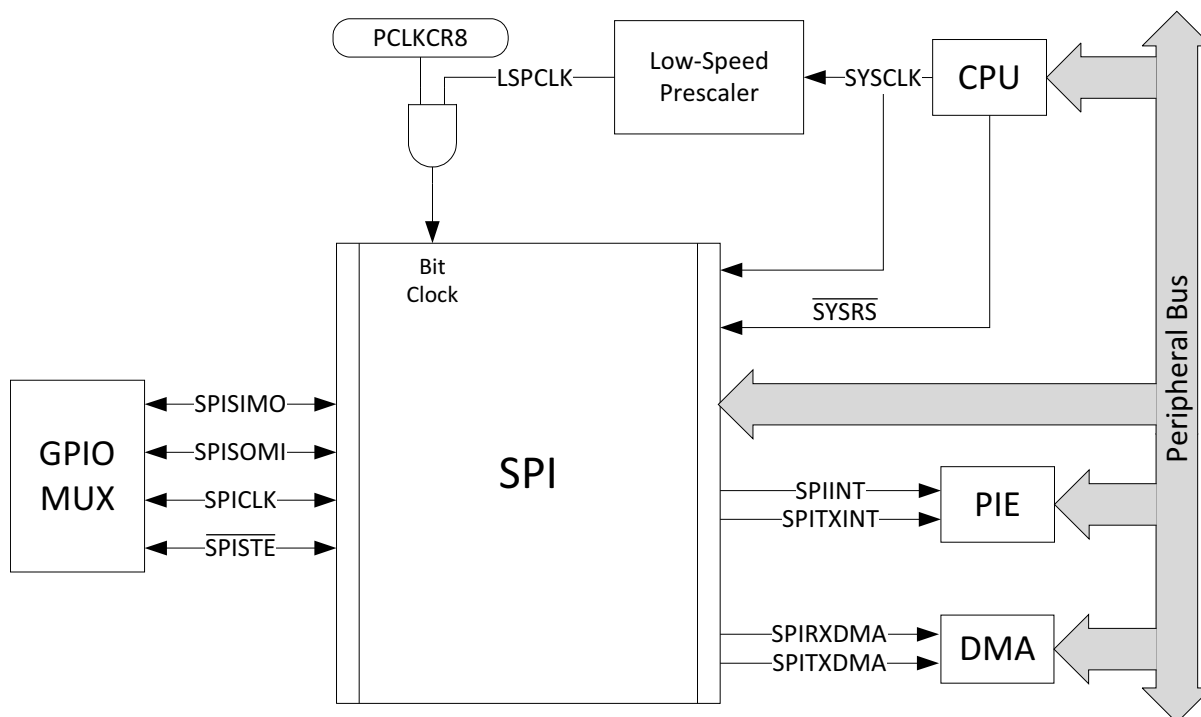 PCLKCR8
LSPCLK
Low-Speed
Prescaler
SYSCLK
CPU
Bit
Clock
SYSRS
Peripheral Bus
GPIO
MUX
SPISIMO
SPISOMI
SPICLK
SPISTE
SPI
SPIINT
SPITXINT
PIE
SPIRXDMA
SPITXDMA
DMA